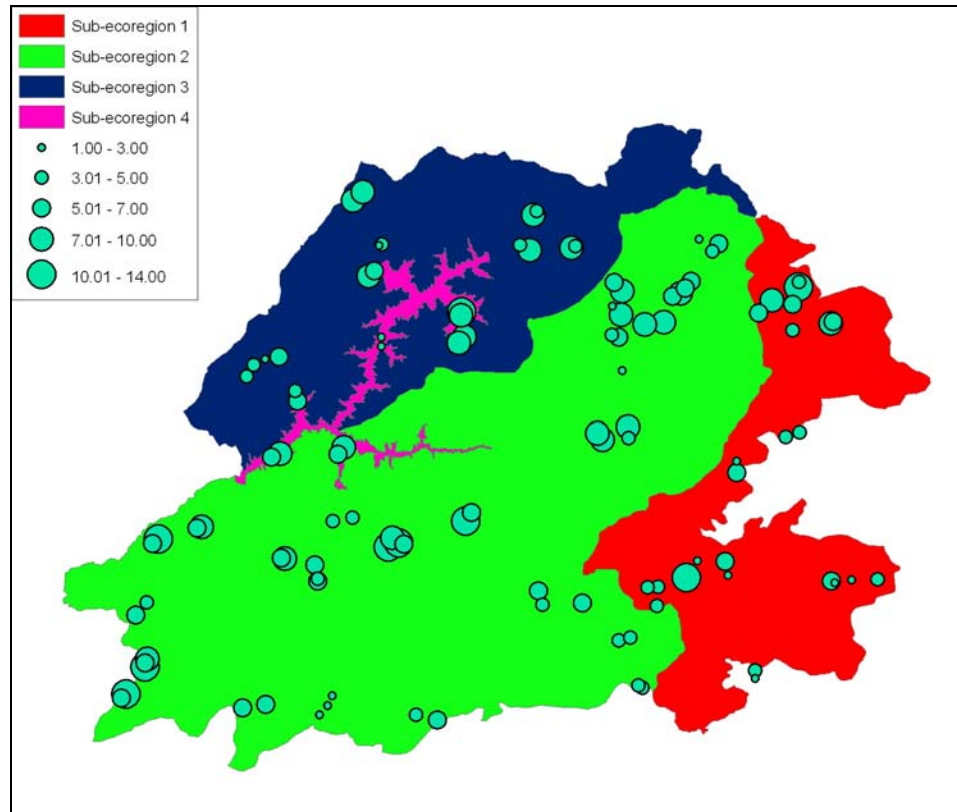 Sub-ecoregion 1
Sub-ecoregion 2
Sub-ecoregion 3
Sub-ecoregion 4
1.00 - 3.00
3.01 - 5.00
5.01 - 7.00
7.01 - 10.00
10.01 - 14.00